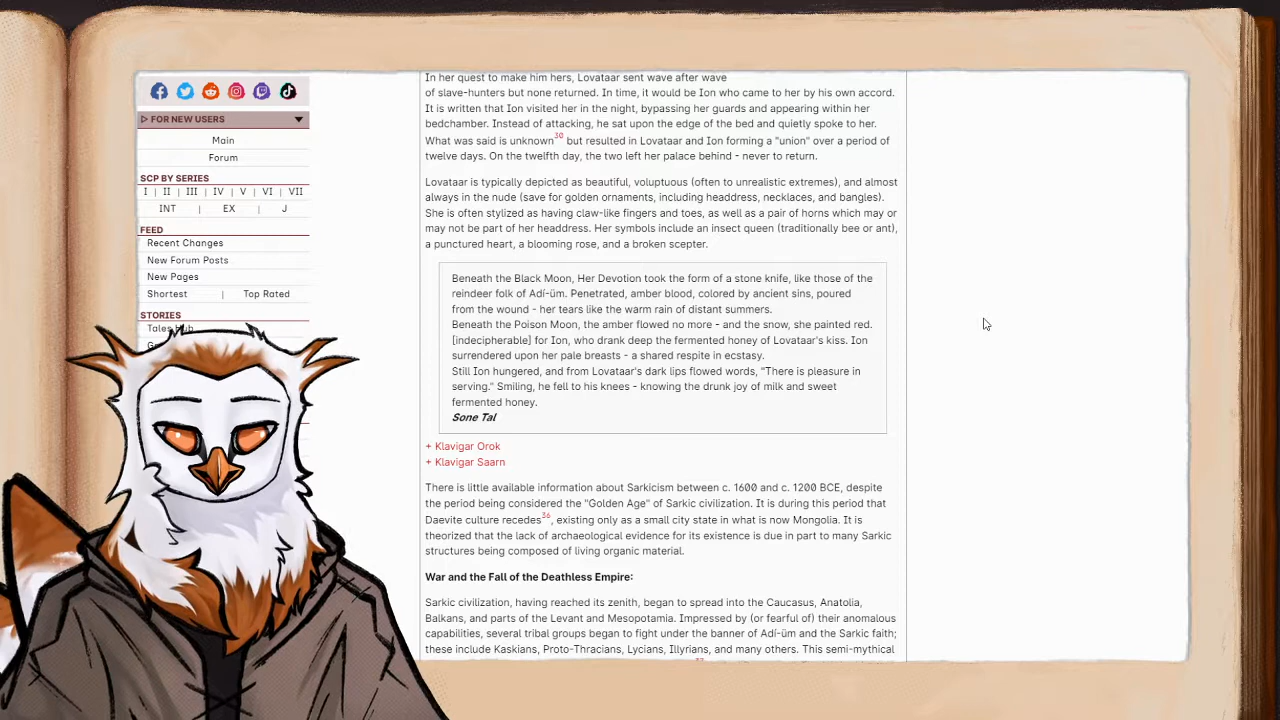 In her quest to make him hers, Lovataar sent wave after wave
of slave-hunters but none returned. In time, it would be Ion who came to her by his own accord.
It is written that Ion visited her in the night, bypassing her guards and appearing within her
bedchamber. Instead of attacking, he sat upon the edge of the bed and quietly spoke to her.
What was said is unknown30 but resulted in Lovataar and Ion forming a "union" over a period of
twelve days. On the twelfth day, the two left her palace behind - never to return.
Lovataar is typically depicted as beautiful, voluptuous (often to unrealistic extremes), and almost
always in the nude (save for golden ornaments, including headdress, necklaces, and bangles).
She is often stylized as having claw-like fingers and toes, as well as a pair of horns which may or
may not be part of her headdress. Her symbols include an insect queen (traditionally bee or ant),
a punctured heart, a blooming rose, and a broken scepter.
Beneath the Black Moon, Her Devotion took the form of a stone knife, like those of the
reindeer folk of Adí-üm. Penetrated, amber blood, colored by ancient sins, poured
from the wound - her tears like the warm rain of distant summers.
Beneath the Poison Moon, the amber flowed no more - and the snow, she painted red.
[indecipherable] for Ion, who drank deep the fermented honey of Lovataar's kiss. Ion
surrendered upon her pale breasts - a shared respite in ecstasy.
Still Ion hungered, and from Lovataar's dark lips flowed words, "There is pleasure in
serving." Smiling, he fell to his knees - knowing the drunk joy of milk and sweet
fermented honey.
Sone Tal
+ Klavigar Orok
+ Klavigar Saarn
There is little available information about Sarkicism between c. 1600 and c. 1200 BCE, despite
the period being considered the "Golden Age" of Sarkic civilization. It is during this period that
Daevite culture recedes36, existing only as a small city state in what is now Mongolia. It is
theorized that the lack of archaeological evidence for its existence is due in part to many Sarkic
structures being composed of living organic material.
War and the Fall of the Deathless Empire:
Sarkic civilization, having reached its zenith, began to spread into the Caucasus, Anatolia,
Balkans, and parts of the Levant and Mesopotamia. Impressed by (or fearful of) their anomalous
capabilities, several tribal groups began to fight under the banner of Adí-üm and the Sarkic faith;
these include Kaskians, Proto-Thracians, Lycians, Illyrians, and many others. This semi-mythical
▷ FOR NEW USERS
Main
Forum
SCP BY SERIES
I | II | III | IV | V | VI | VII
INT | EX | J
FEED
Recent Changes
New Forum Posts
New Pages
Shortest | Top Rated
STORIES
Tales Hub